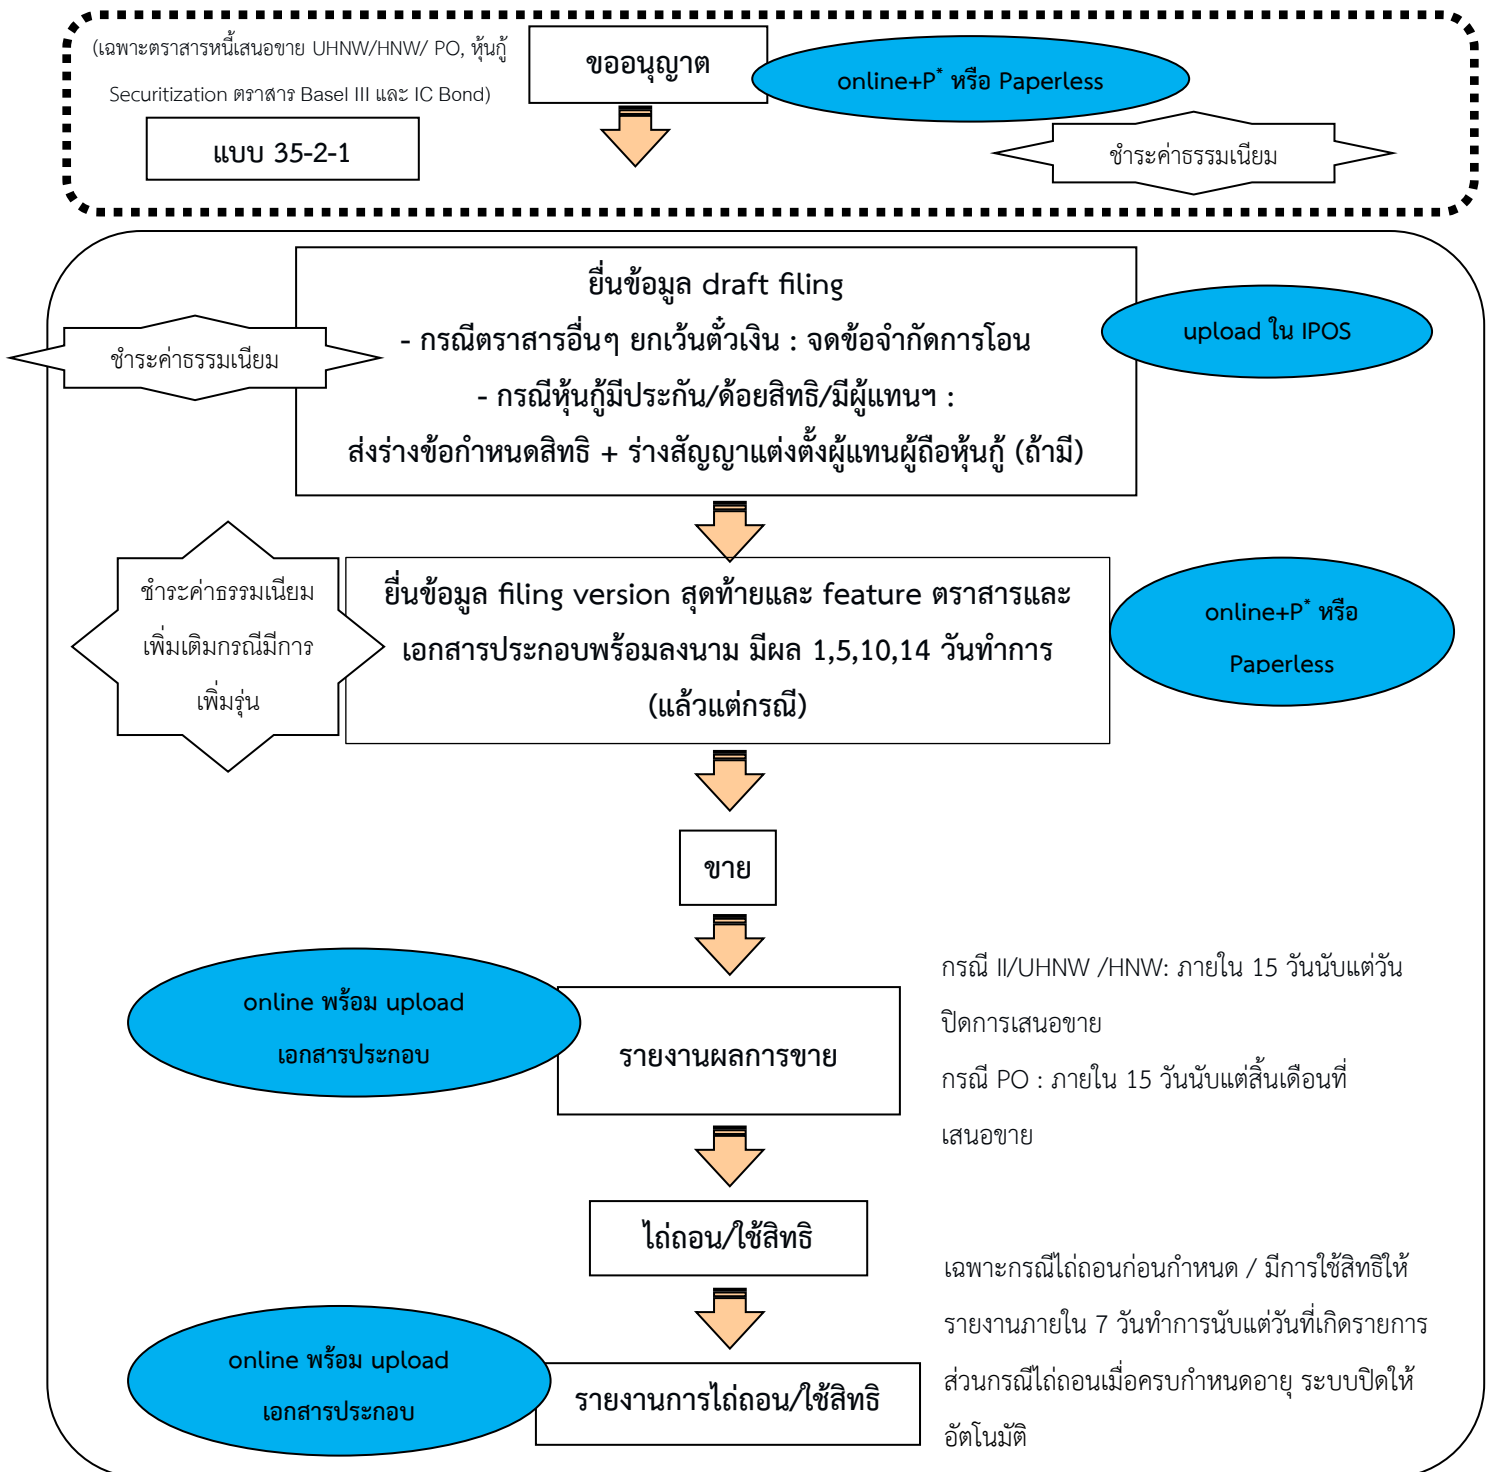 (เฉพาะตราสารหนี้เสนอขาย UHNW/HNW/ PO, หุ้นกู้
Securitization ตราสาร Basel III และ IC Bond)
แบบ 35-2-1
ขออนุญาต
online+P* หรือ Paperless
ชำระค่าธรรมเนียม
ยื่นข้อมูล draft filing
- กรณีตราสารอื่นๆ ยกเว้นตั๋วเงิน : จดข้อจำกัดการโอน
- กรณีหุ้นกู้มีประกัน/ด้อยสิทธิ/มีผู้แทนฯ :
ส่งร่างข้อกำหนดสิทธิ + ร่างสัญญาแต่งตั้งผู้แทนผู้ถือหุ้นกู้ (ถ้ามี)
ชำระค่าธรรมเนียม
upload ใน IPOS
ชำระค่าธรรมเนียม
เพิ่มเติมกรณีมีการ
เพิ่มรุ่น
ยื่นข้อมูล filing version สุดท้ายและ feature ตราสารและ
เอกสารประกอบพร้อมลงนาม มีผล 1,5,10,14 วันทำการ
(แล้วแต่กรณี)
online+P* หรือ
Paperless
ขาย
online พร้อม upload
เอกสารประกอบ
รายงานผลการขาย
กรณี II/UHNW /HNW: ภายใน 15 วันนับแต่วัน
ปิดการเสนอขาย
กรณี PO : ภายใน 15 วันนับแต่สิ้นเดือนที่
เสนอขาย
ไถ่ถอน/ใช้สิทธิ
online พร้อม upload
เอกสารประกอบ
รายงานการไถ่ถอน/ใช้สิทธิ
เฉพาะกรณีไถ่ถอนก่อนกำหนด / มีการใช้สิทธิให้
รายงานภายใน 7 วันทำการนับแต่วันที่เกิดรายการ
ส่วนกรณีไถ่ถอนเมื่อครบกำหนดอายุ ระบบปิดให้
อัตโนมัติ